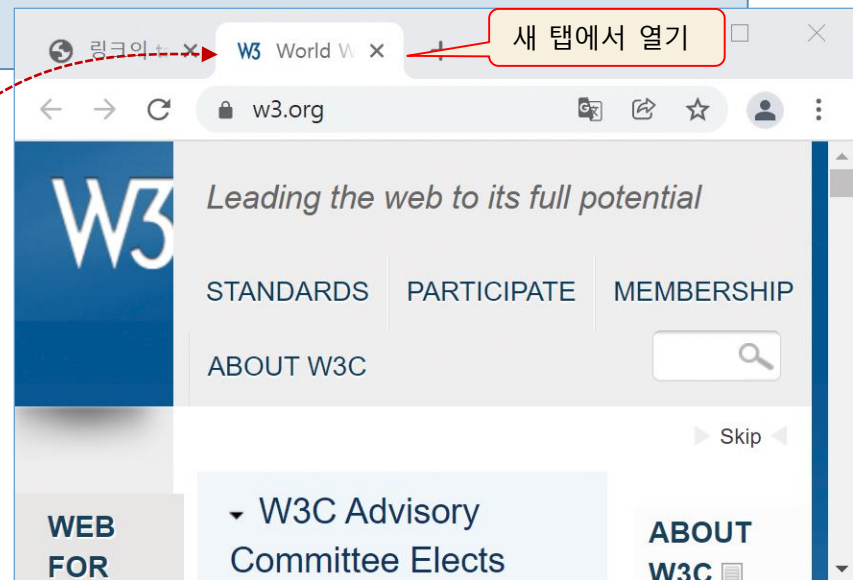 링크의 t
W3 World W
새 탭에서 열기
w3.org
W3
Leading the web to its full potential
STANDARDS PARTICIPATE MEMBERSHIP
ABOUT W3C
Skip
WEB
FOR
W3C Advisory
Committee Elects
ABOUT
W3C